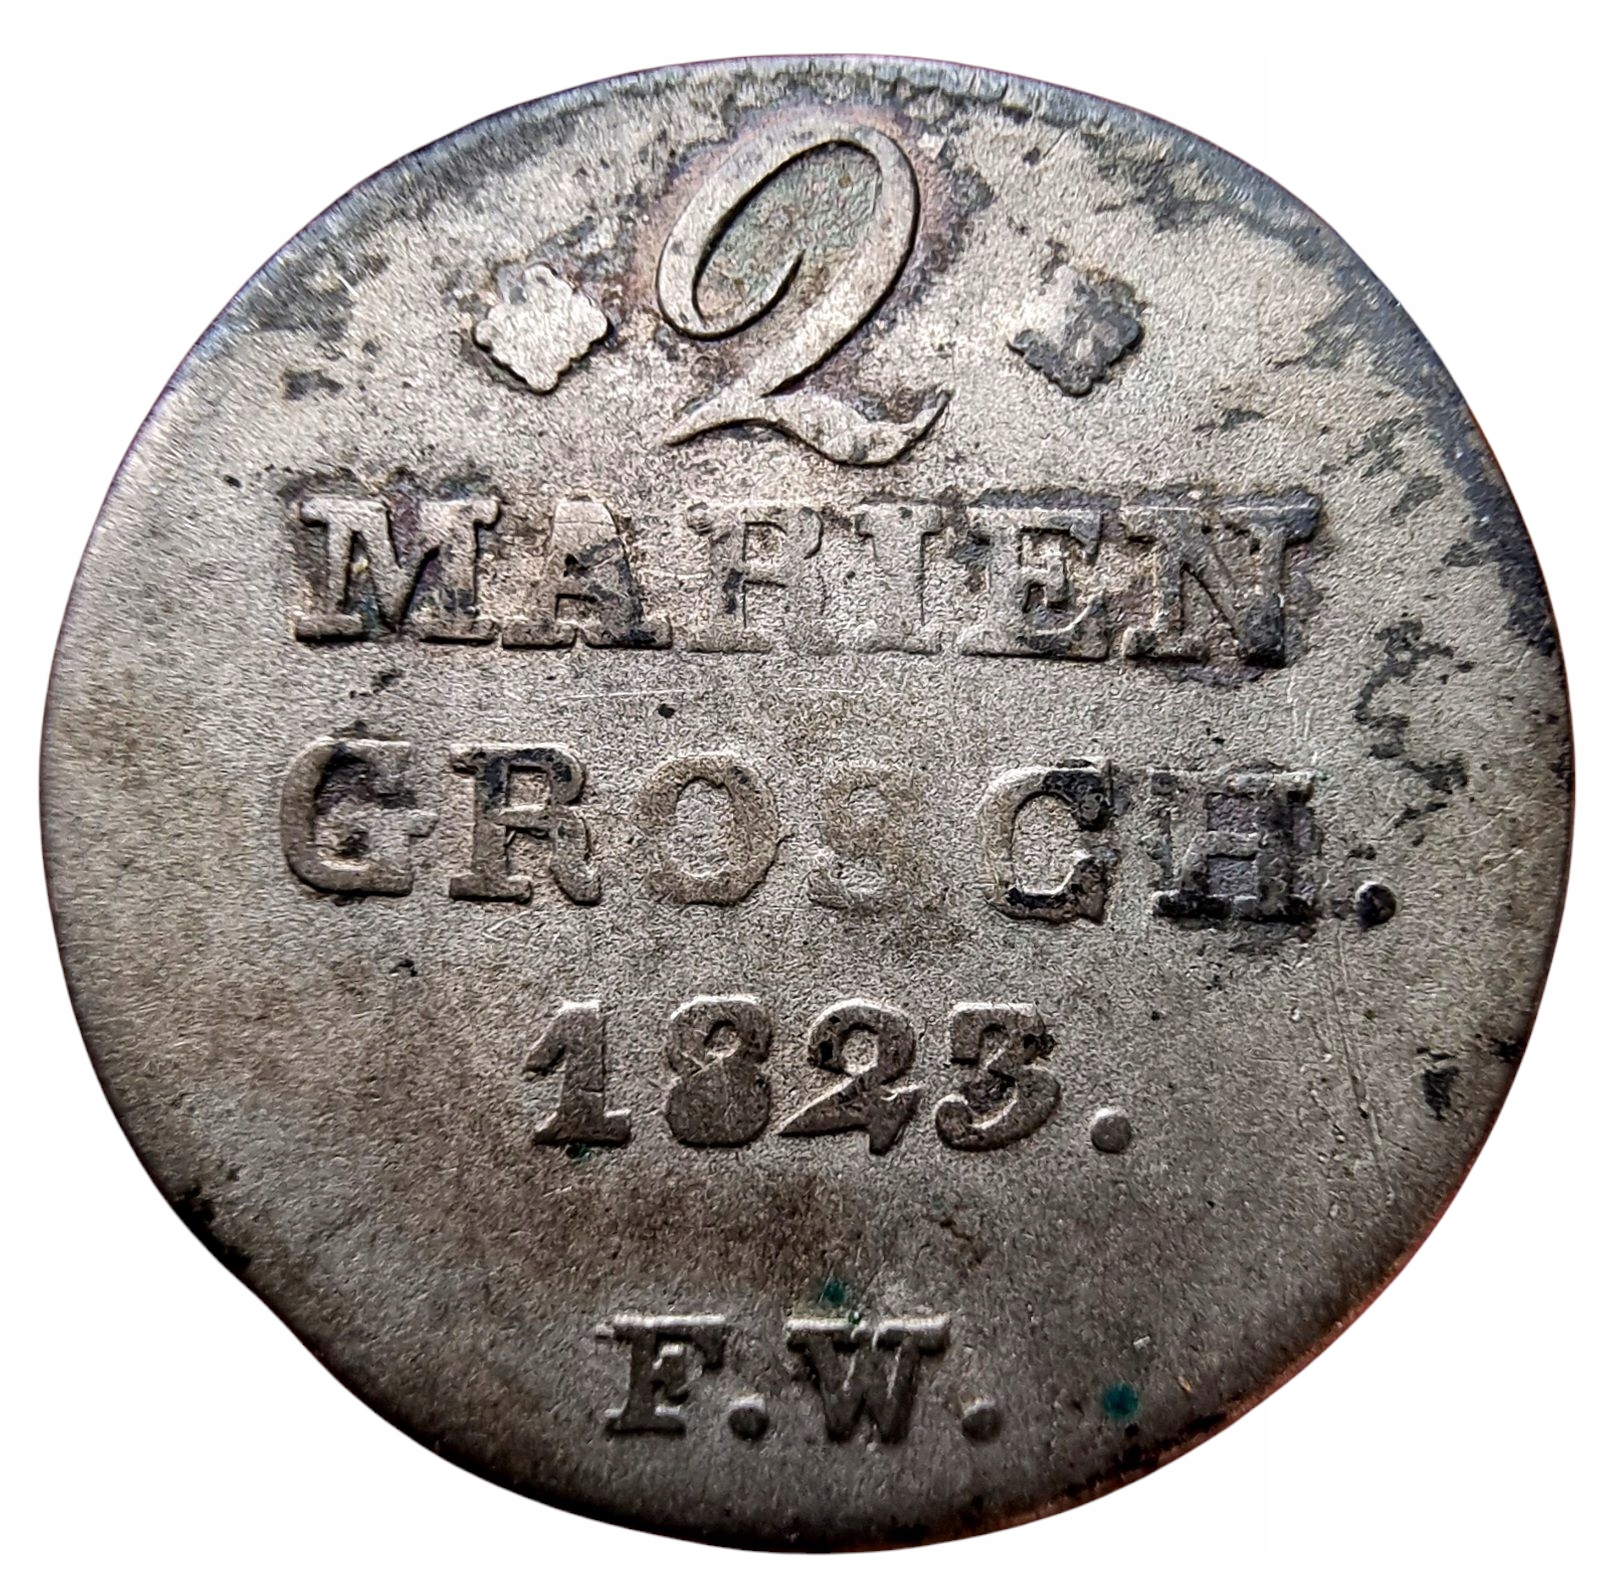 2
MARIEN
GROSCH.
1823.
F.W.